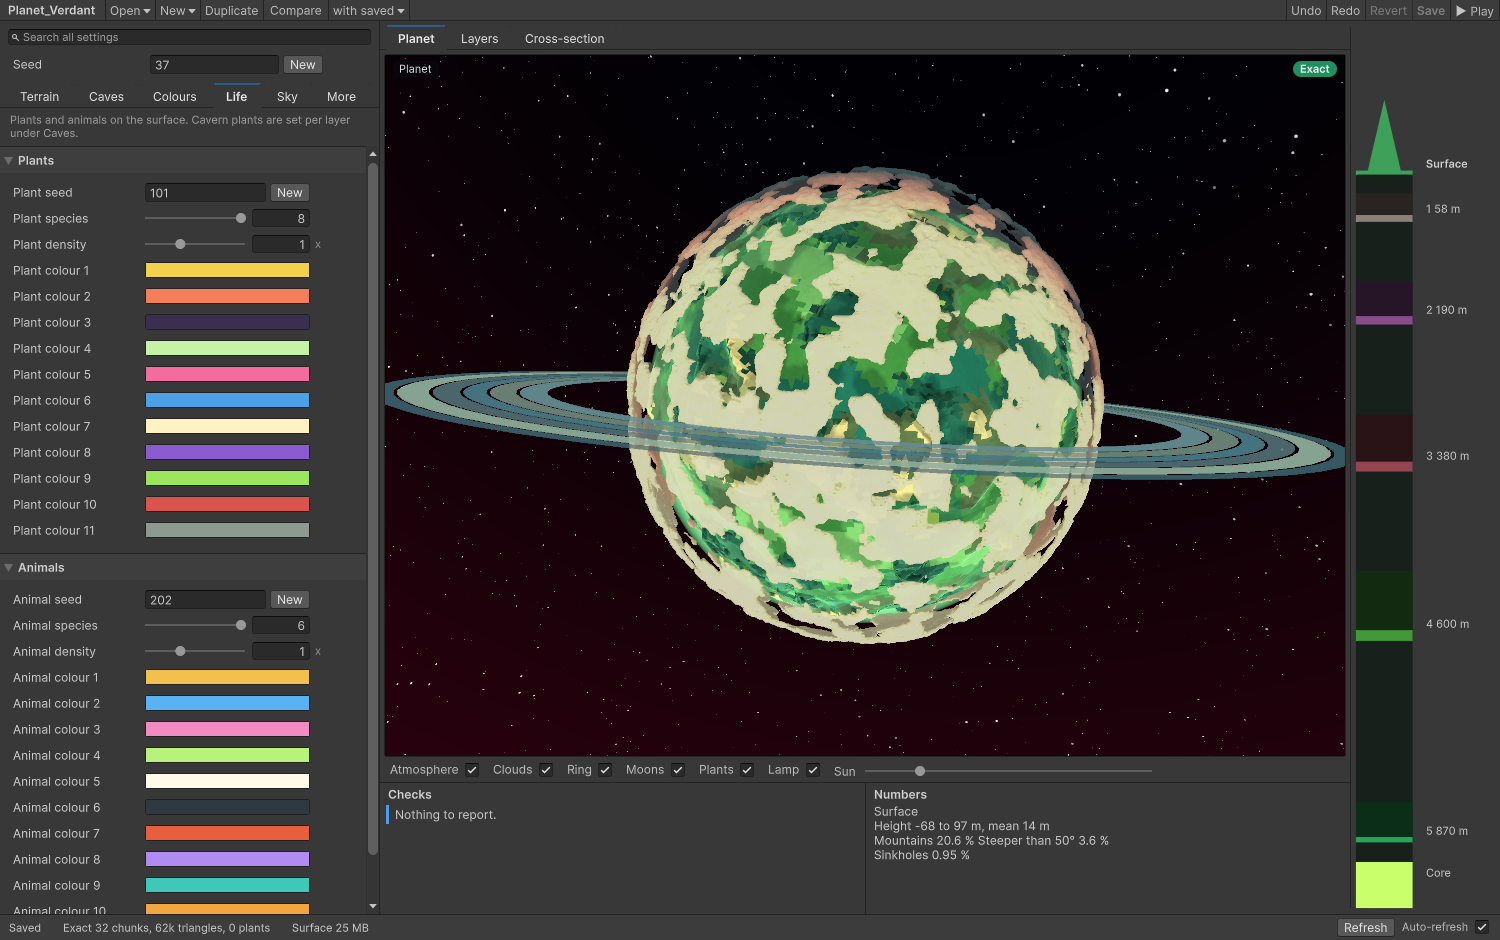 Planet_Verdant Open New Duplicate Compare with saved Undo Redo Revert Save Play
Search all settings
Seed 37 New
Terrain Caves Colours Life Sky More
Plants and animals on the surface. Cavern plants are set per layer
under Caves.
Plants
Plant seed 101 New
Plant species 8
Plant density 1 x
Plant colour 1
Plant colour 2
Plant colour 3
Plant colour 4
Plant colour 5
Plant colour 6
Plant colour 7
Plant colour 8
Plant colour 9
Plant colour 10
Plant colour 11
Animals
Animal seed 202 New
Animal species 6
Animal density 1 x
Animal colour 1
Animal colour 2
Animal colour 3
Animal colour 4
Animal colour 5
Animal colour 6
Animal colour 7
Animal colour 8
Animal colour 9
Animal colour 10
Planet Layers Cross-section
Planet Exact
Atmosphere Clouds Ring Moons Plants Lamp Sun
Checks
Nothing to report.
Numbers
Surface
Height -68 to 97 m, mean 14 m
Mountains 20.6 % Steeper than 50° 3.6 %
Sinkholes 0.95 %
Surface
1 58 m
2 190 m
3 380 m
4 600 m
5 870 m
Core
Saved Exact 32 chunks, 62k triangles, 0 plants Surface 25 MB Refresh Auto-refresh